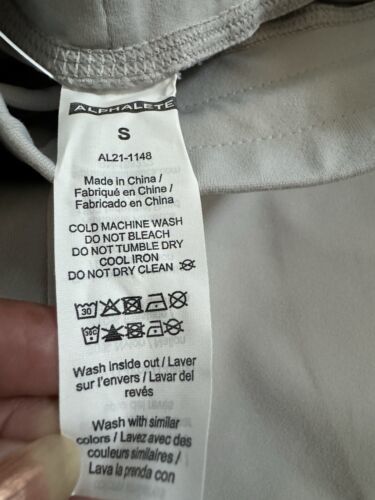 ALPHALETE
S
AL21-1148
Made in China /
Fabriqué en Chine /
Fabricado en China
COLD MACHINE WASH
DO NOT BLEACH
DO NOT TUMBLE DRY
COOL IRON
DO NOT DRY CLEAN
30
Wash inside out / Laver
sur l'envers / Lavar del
revés
Wash with similar
colors / Lavez avec des
couleurs similaires /
Lava la prenda con